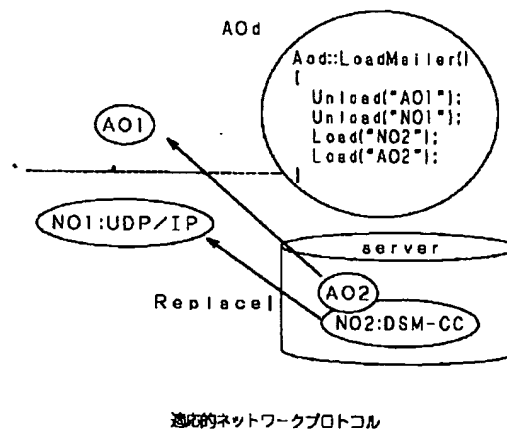 AOd
Aod::LoadMailer()
{
Unload("AO1");
Unload("NO1");
Load("NO2");
Load("AO2");
}
AO1
NO1:UDP/IP
server
AO2
Replace
NO2:DSM-CC
適応的ネットワークプロトコル